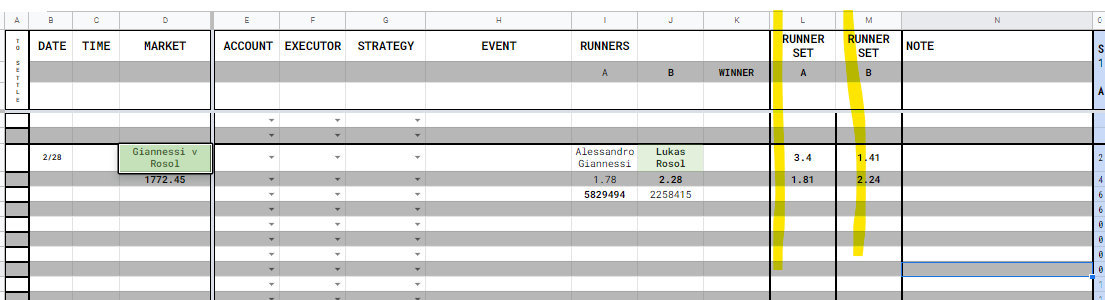 A B C D E F G H I J K L M N O
TO SETTLE DATE TIME MARKET ACCOUNT EXECUTOR STRATEGY EVENT RUNNERS RUNNER SET RUNNER SET NOTE S
1
A B WINNER A B
A
Giannessi v
Rosol
2/28
Alessandro
Giannessi
Lukas
Rosol
3.4 1.41 2
1772.45 1.78 2.28 1.81 2.24 4
5829494 2258415 6
6
0
0
0
0
1
1